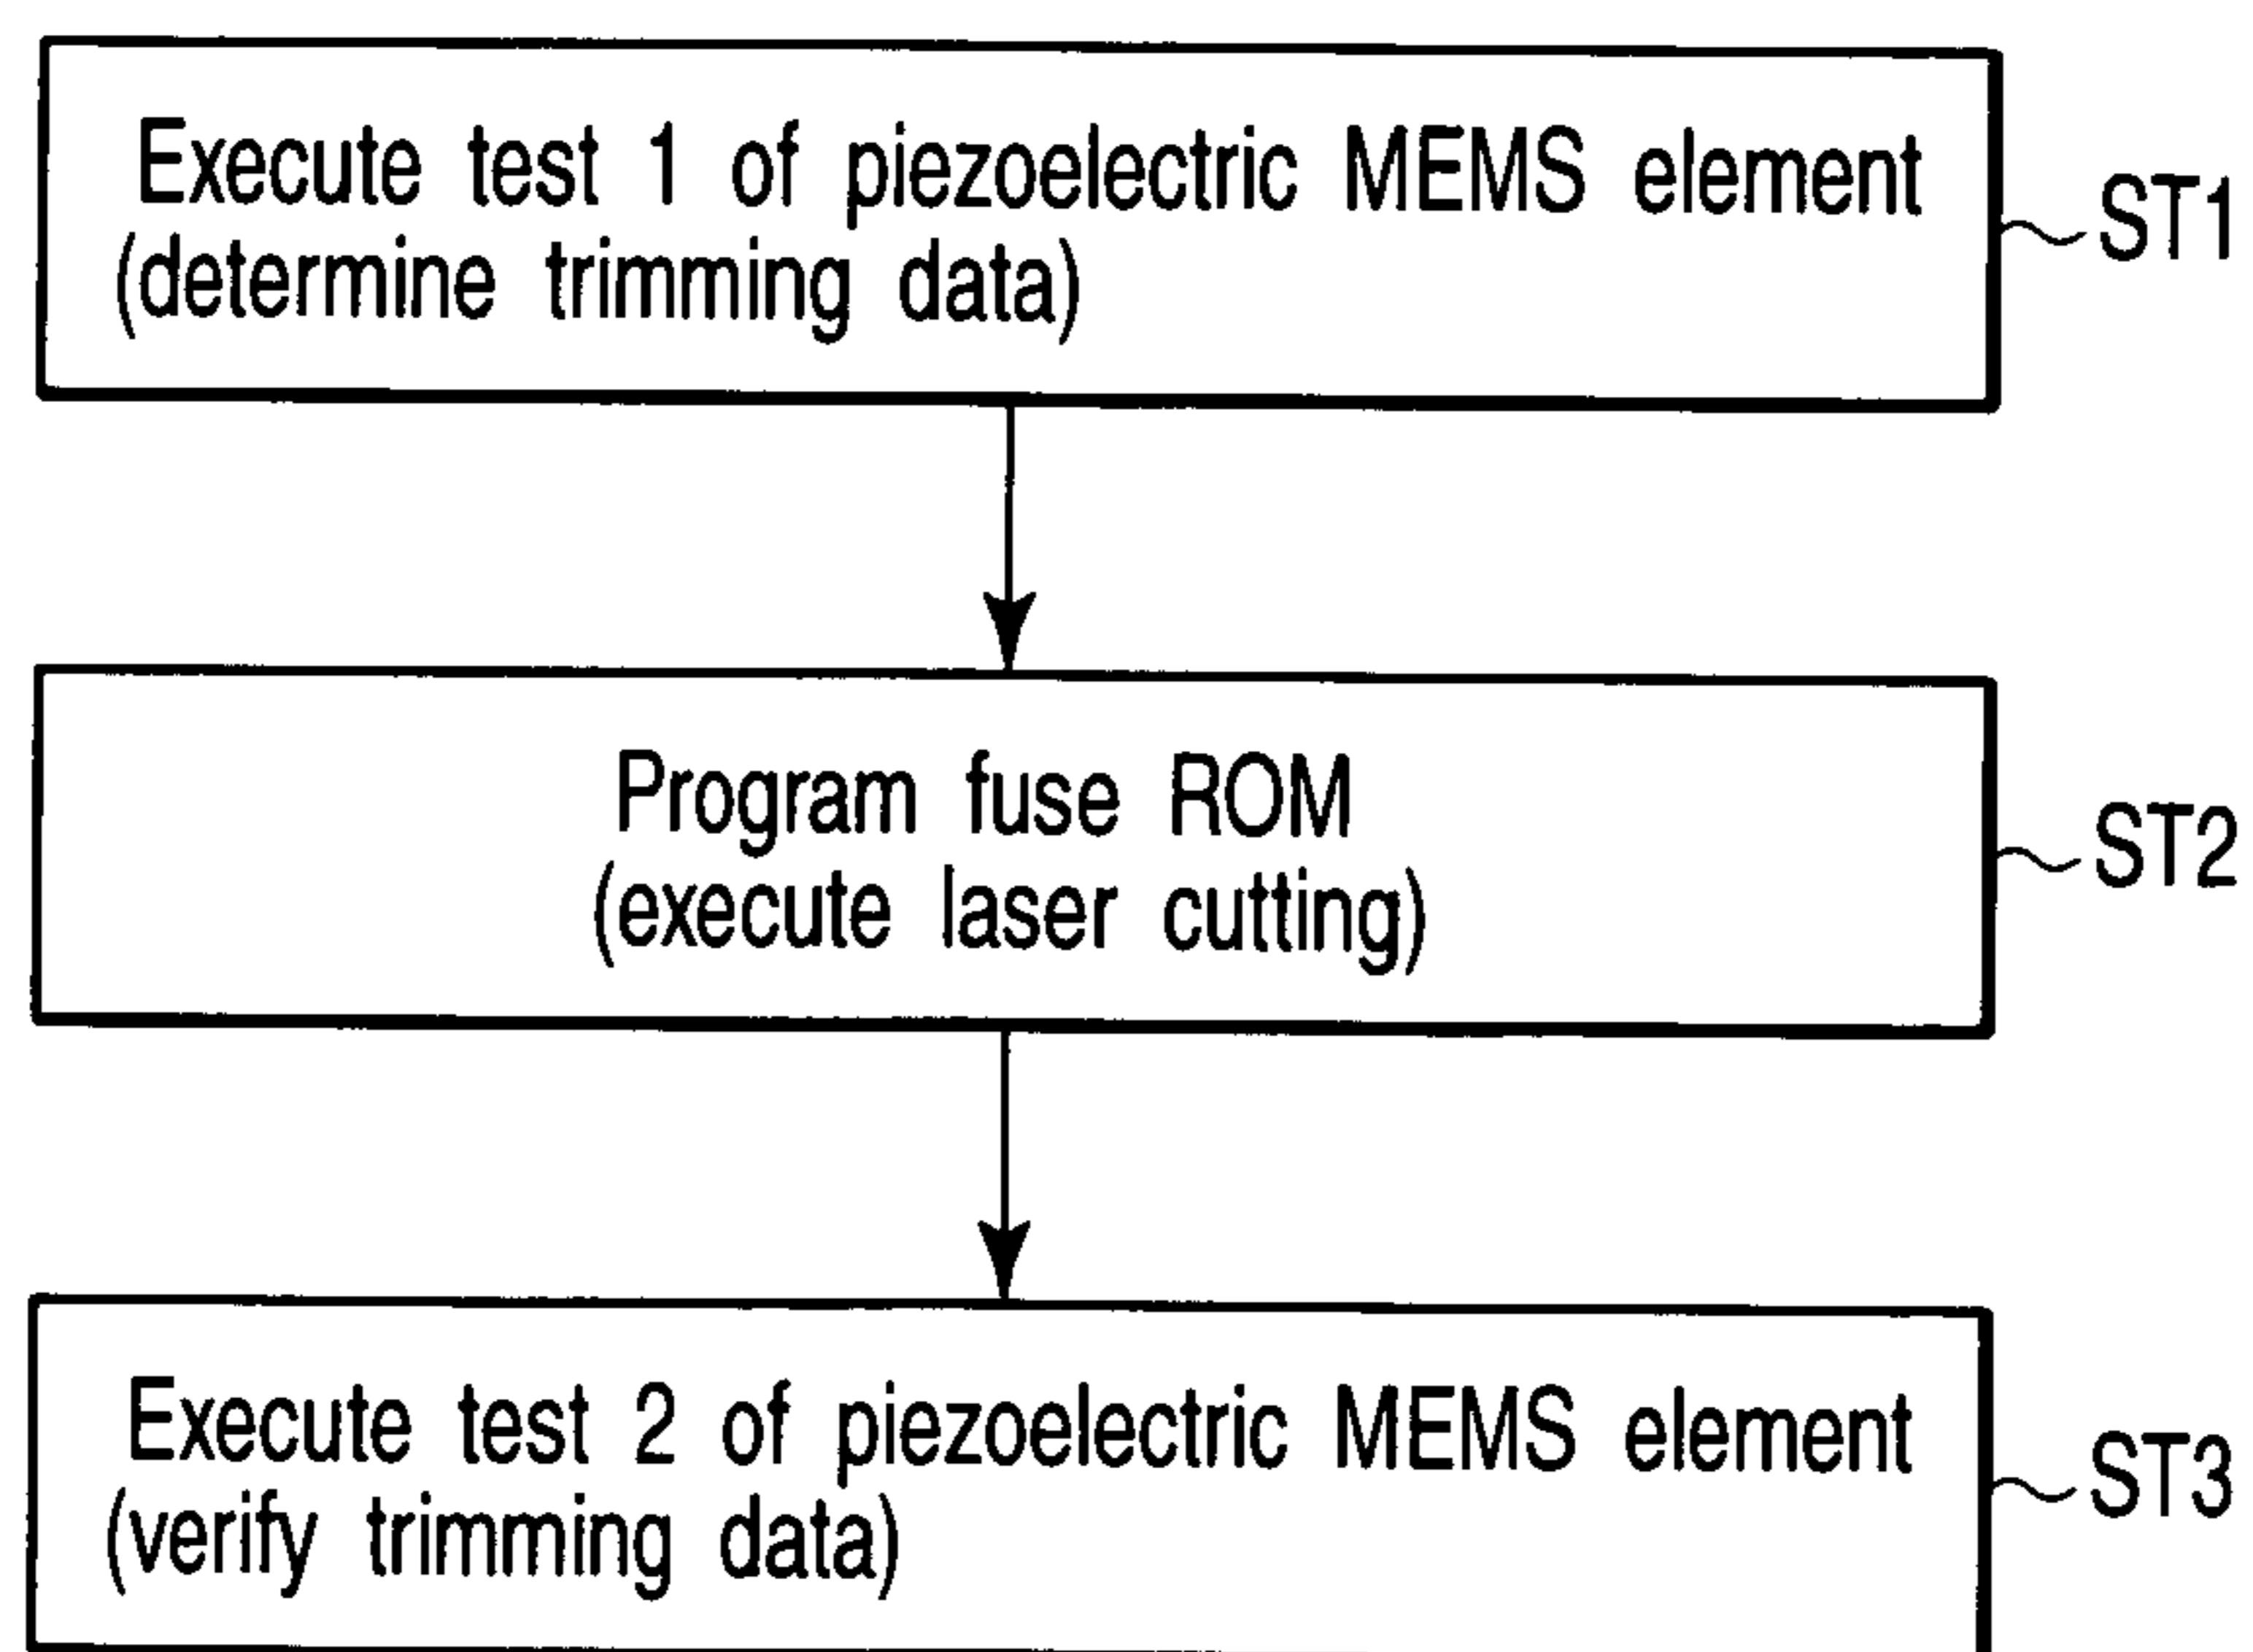 Execute test 1 of piezoelectric MEMS element
(determine trimming data)
ST1
Program fuse ROM
(execute laser cutting)
ST2
Execute test 2 of piezoelectric MEMS element
(verify trimming data)
ST3